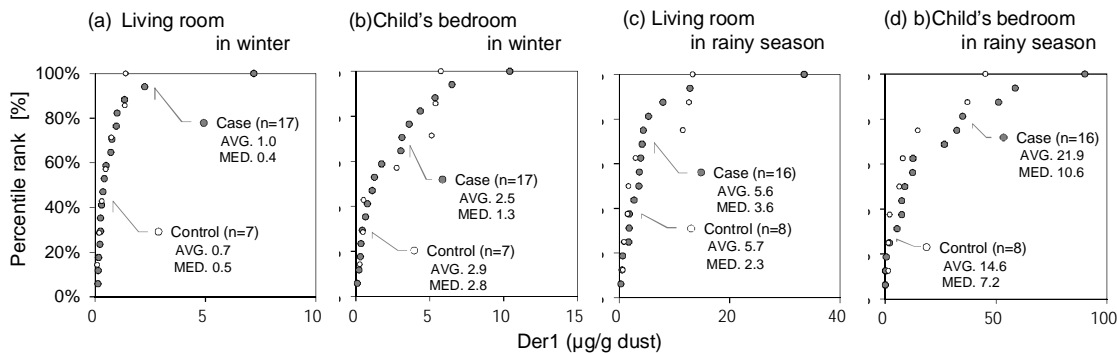 (a) Living room
in winter
(b)Child's bedroom
in winter
(c) Living room
in rainy season
(d) b)Child's bedroom
in rainy season
Percentile rank [%]
100%
80%
60%
40%
20%
0%
Case (n=17)
AVG. 1.0
MED. 0.4
Control (n=7)
AVG. 0.7
MED. 0.5
0 5 10
Case (n=17)
AVG. 2.5
MED. 1.3
Control (n=7)
AVG. 2.9
MED. 2.8
0 5 10 15
Case (n=16)
AVG. 5.6
MED. 3.6
Control (n=8)
AVG. 5.7
MED. 2.3
0 20 40
Case (n=16)
AVG. 21.9
MED. 10.6
Control (n=8)
AVG. 14.6
MED. 7.2
0 50 100
Der1 (µg/g dust)